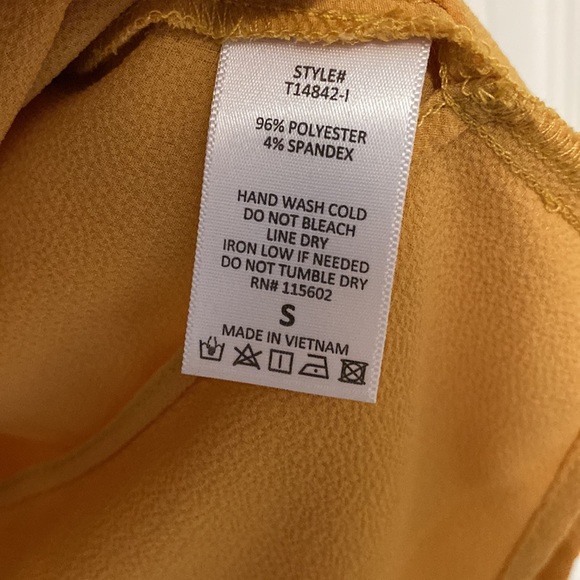 STYLE#
T14842-I
96% POLYESTER
4% SPANDEX
HAND WASH COLD
DO NOT BLEACH
LINE DRY
IRON LOW IF NEEDED
DO NOT TUMBLE DRY
RN# 115602
S
MADE IN VIETNAM